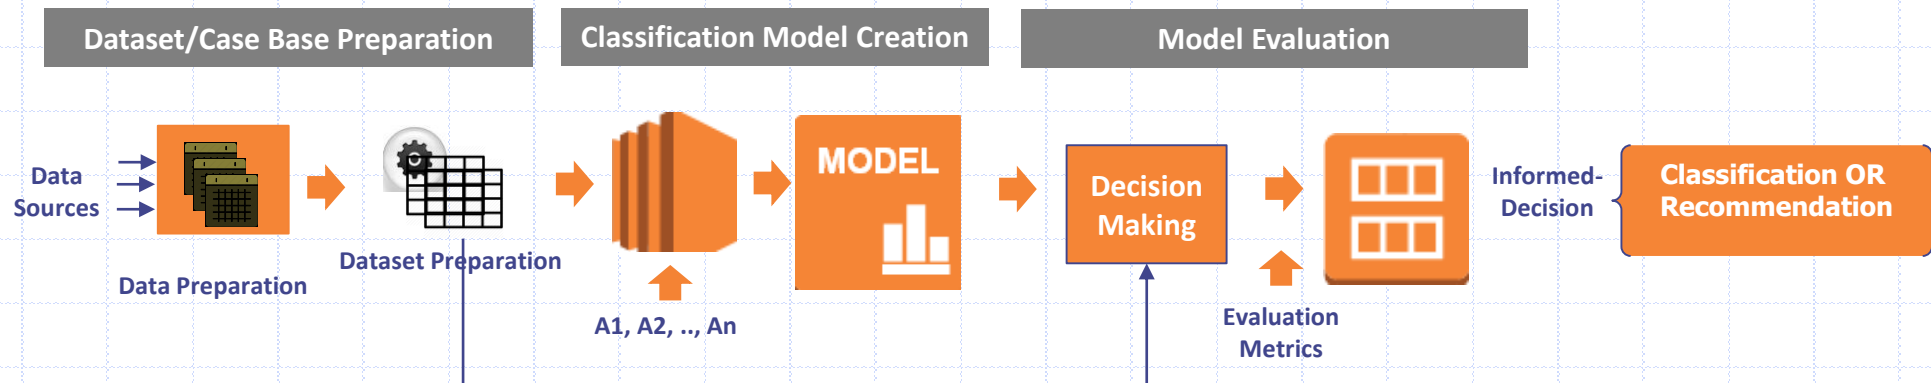 Dataset/Case Base Preparation
Classification Model Creation
Model Evaluation
Data
Sources
Data Preparation
Dataset Preparation
A1, A2, .., An
MODEL
Decision
Making
Evaluation
Metrics
Informed-
Decision
Classification OR
Recommendation